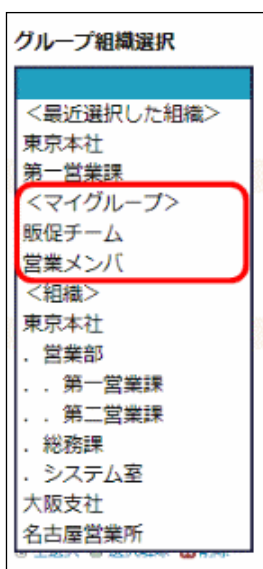 グループ組織選択
＜最近選択した組織＞
東京本社
第一営業課
＜マイグループ＞
販促チーム
営業メンバ
＜組織＞
東京本社
．営業部
．．第一営業課
．．第二営業課
．総務課
．システム室
大阪支社
名古屋営業所